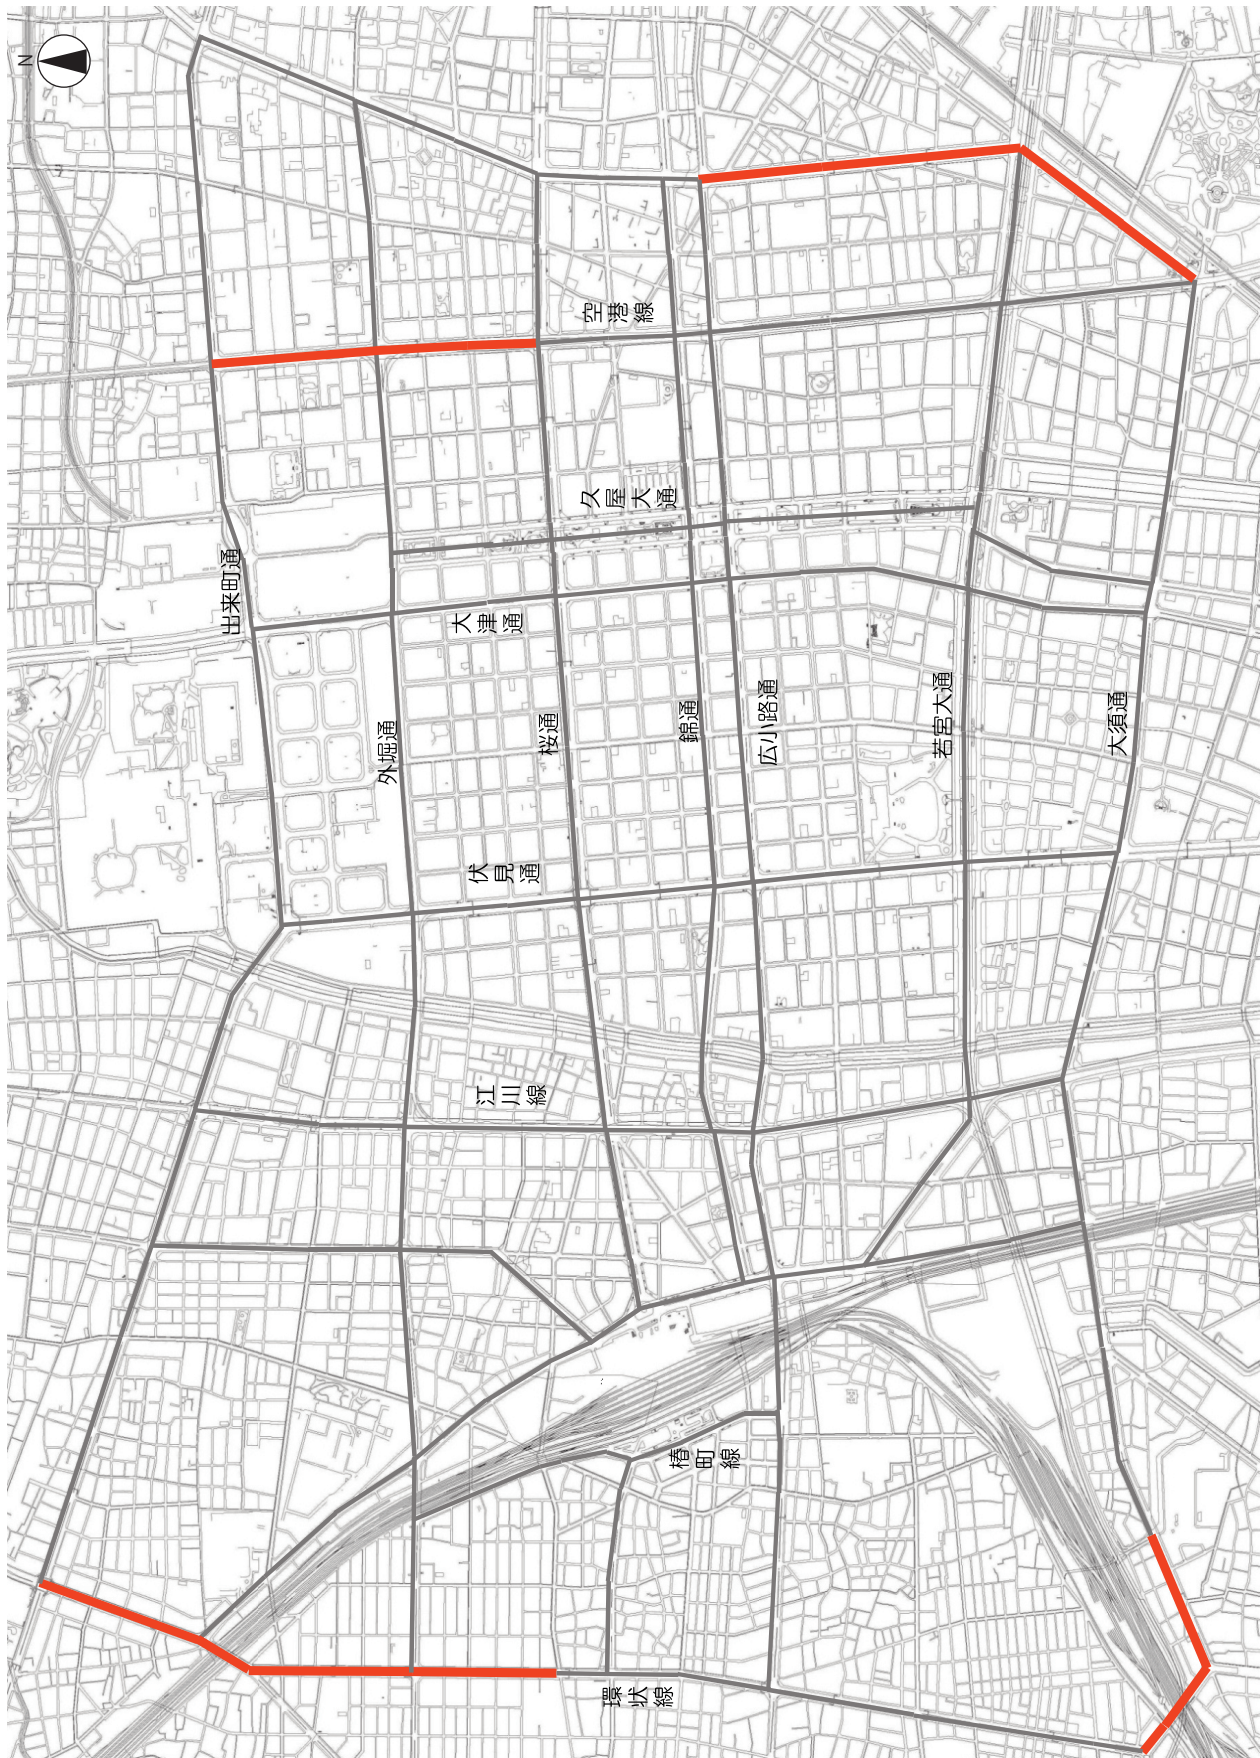 N
空港線
久屋大通
出来町通
大津通
外堀通
桜通
錦通
広小路通
若宮大通
大須通
伏見通
江川線
椿町線
環状線